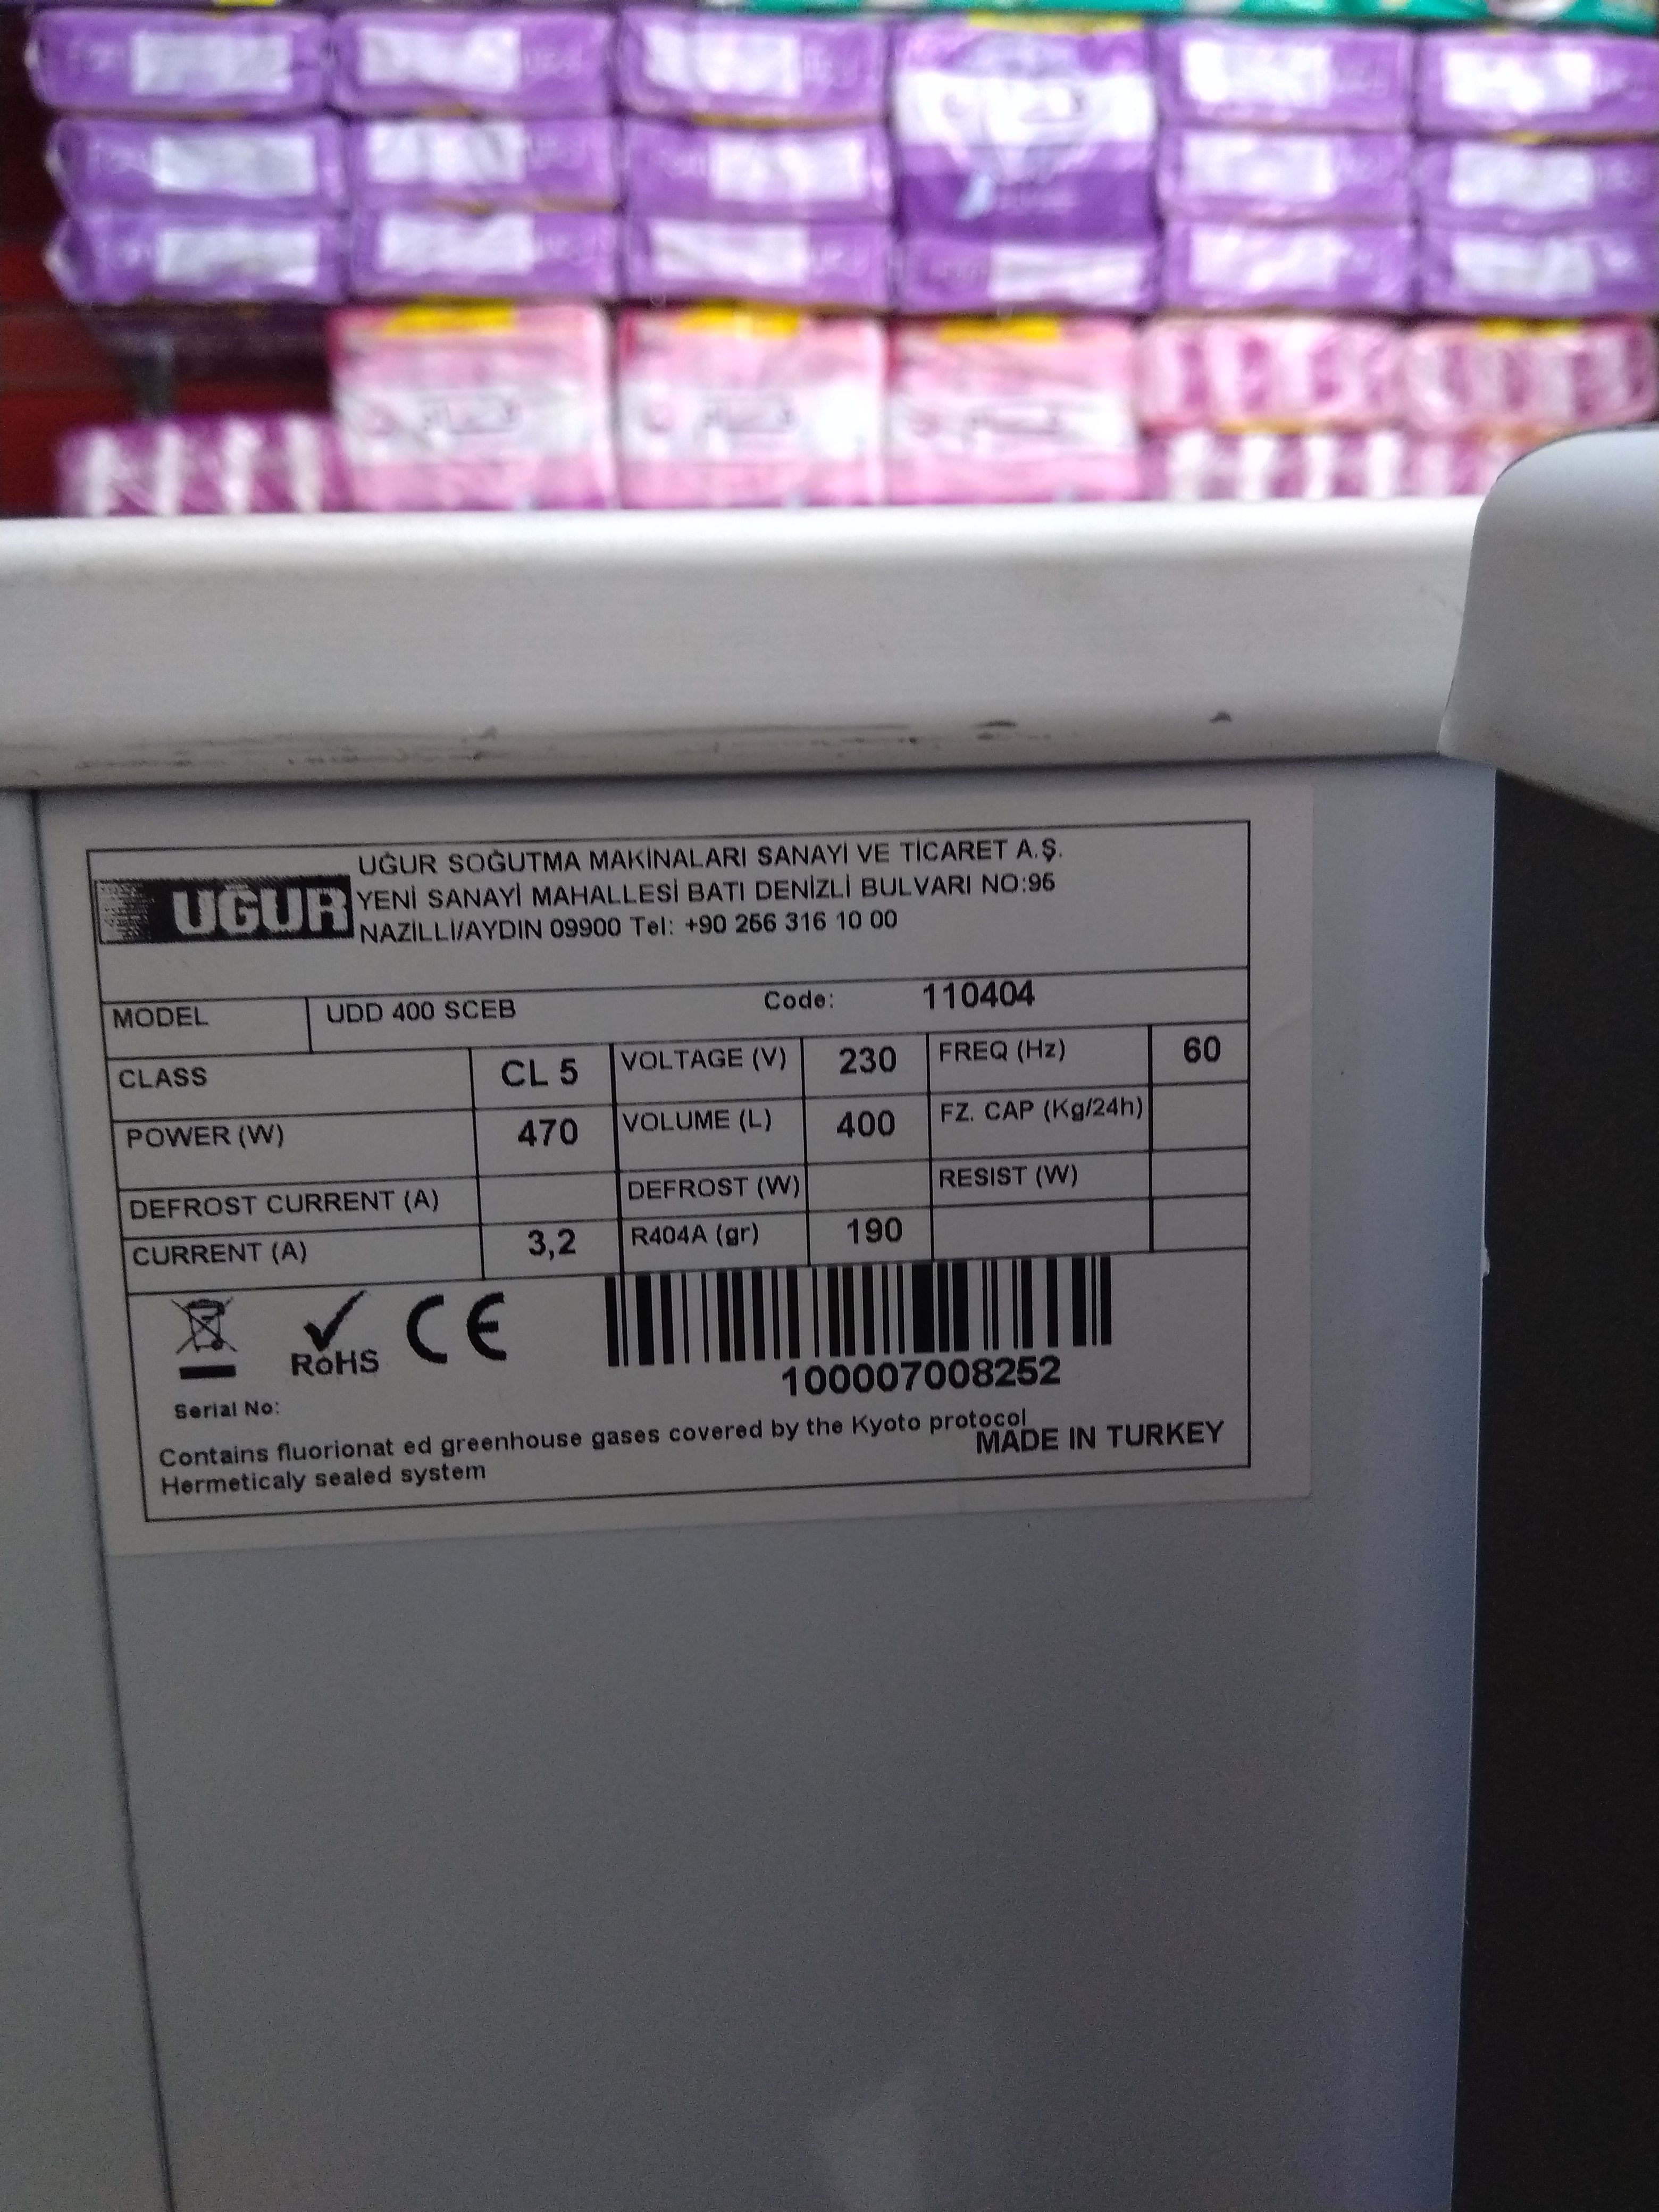 UĞUR
UĞUR SOĞUTMA MAKİNALARI SANAYİ VE TİCARET A.Ş.
YENİ SANAYİ MAHALLESİ BATI DENİZLİ BULVARI NO:95
NAZİLLİ/AYDIN 09900 Tel: +90 256 316 10 00
MODEL UDD 400 SCEB Code: 110404
CLASS CL 5 VOLTAGE (V) 230 FREQ (Hz) 60
POWER (W) 470 VOLUME (L) 400 FZ. CAP (Kg/24h)
DEFROST CURRENT (A) DEFROST (W) RESIST (W)
CURRENT (A) 3,2 R404A (gr) 190
RoHS CE
100007008252
Serial No:
Contains fluorionat ed greenhouse gases covered by the Kyoto protocol
MADE IN TURKEY
Hermeticaly sealed system